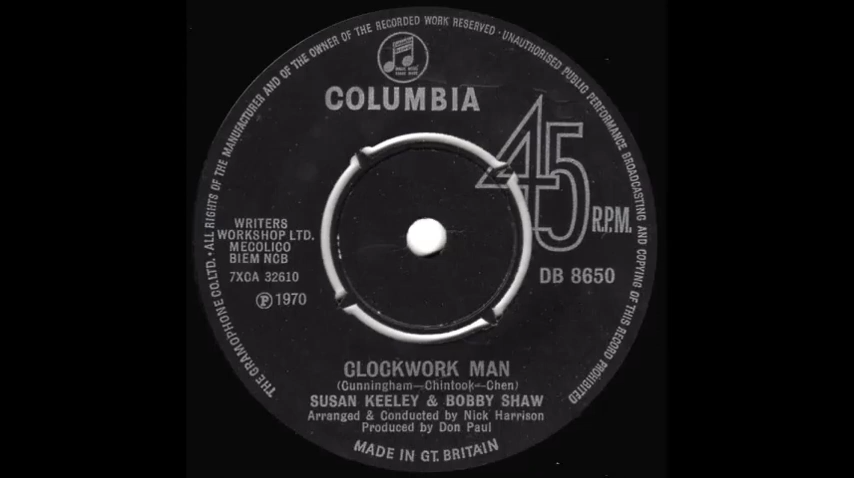 THE GRAMOPHONE CO. LTD. • ALL RIGHTS OF THE MANUFACTURER AND OF THE OWNER OF THE RECORDED WORK RESERVED • UNAUTHORISED PUBLIC PERFORMANCE BROADCASTING AND COPYING OF THIS RECORD PROHIBITED
COLUMBIA
45
R.P.M.
WRITERS
WORKSHOP LTD.
MECOLICO
BIEM NCB
7XCA 32610
Ⓟ 1970
DB 8650
CLOCKWORK MAN
(Cunningham—Chintook—Chen)
SUSAN KEELEY & BOBBY SHAW
Arranged & Conducted by Nick Harrison
Produced by Don Paul
MADE IN GT. BRITAIN